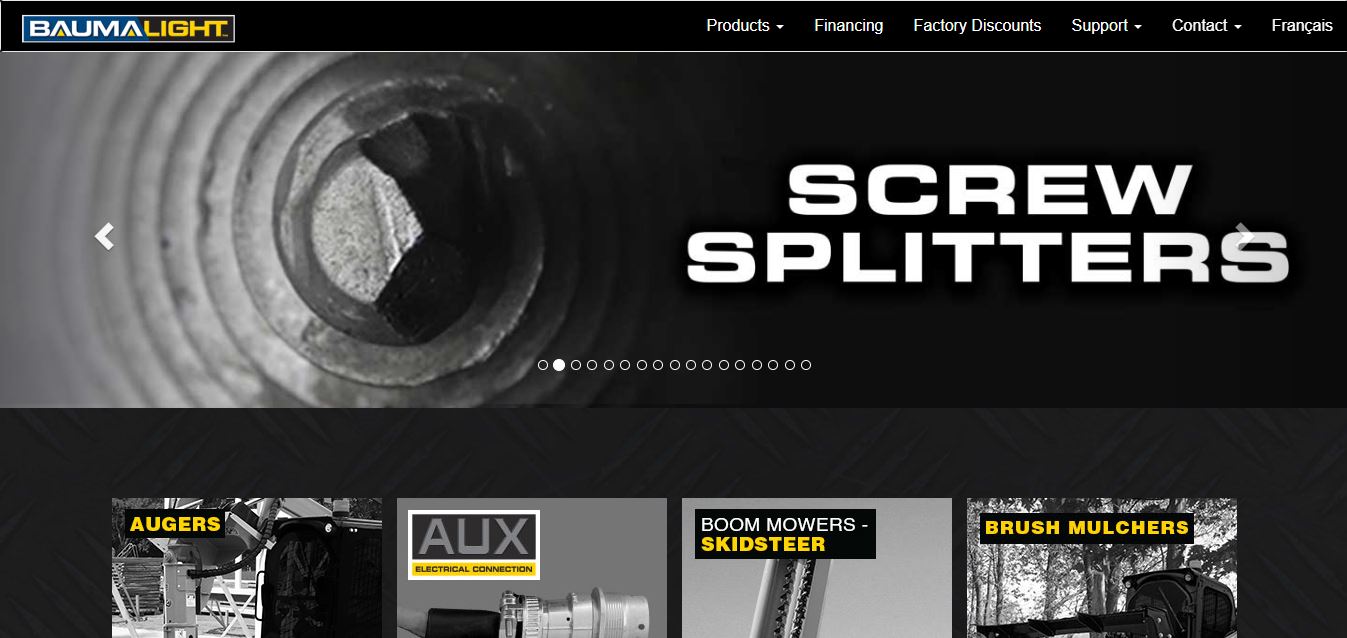 BAUMALIGHT
Products
Financing
Factory Discounts
Support
Contact
Français
SCREW
SPLITTERS
AUGERS
AUX
ELECTRICAL CONNECTION
BOOM MOWERS -
SKIDSTEER
BRUSH MULCHERS